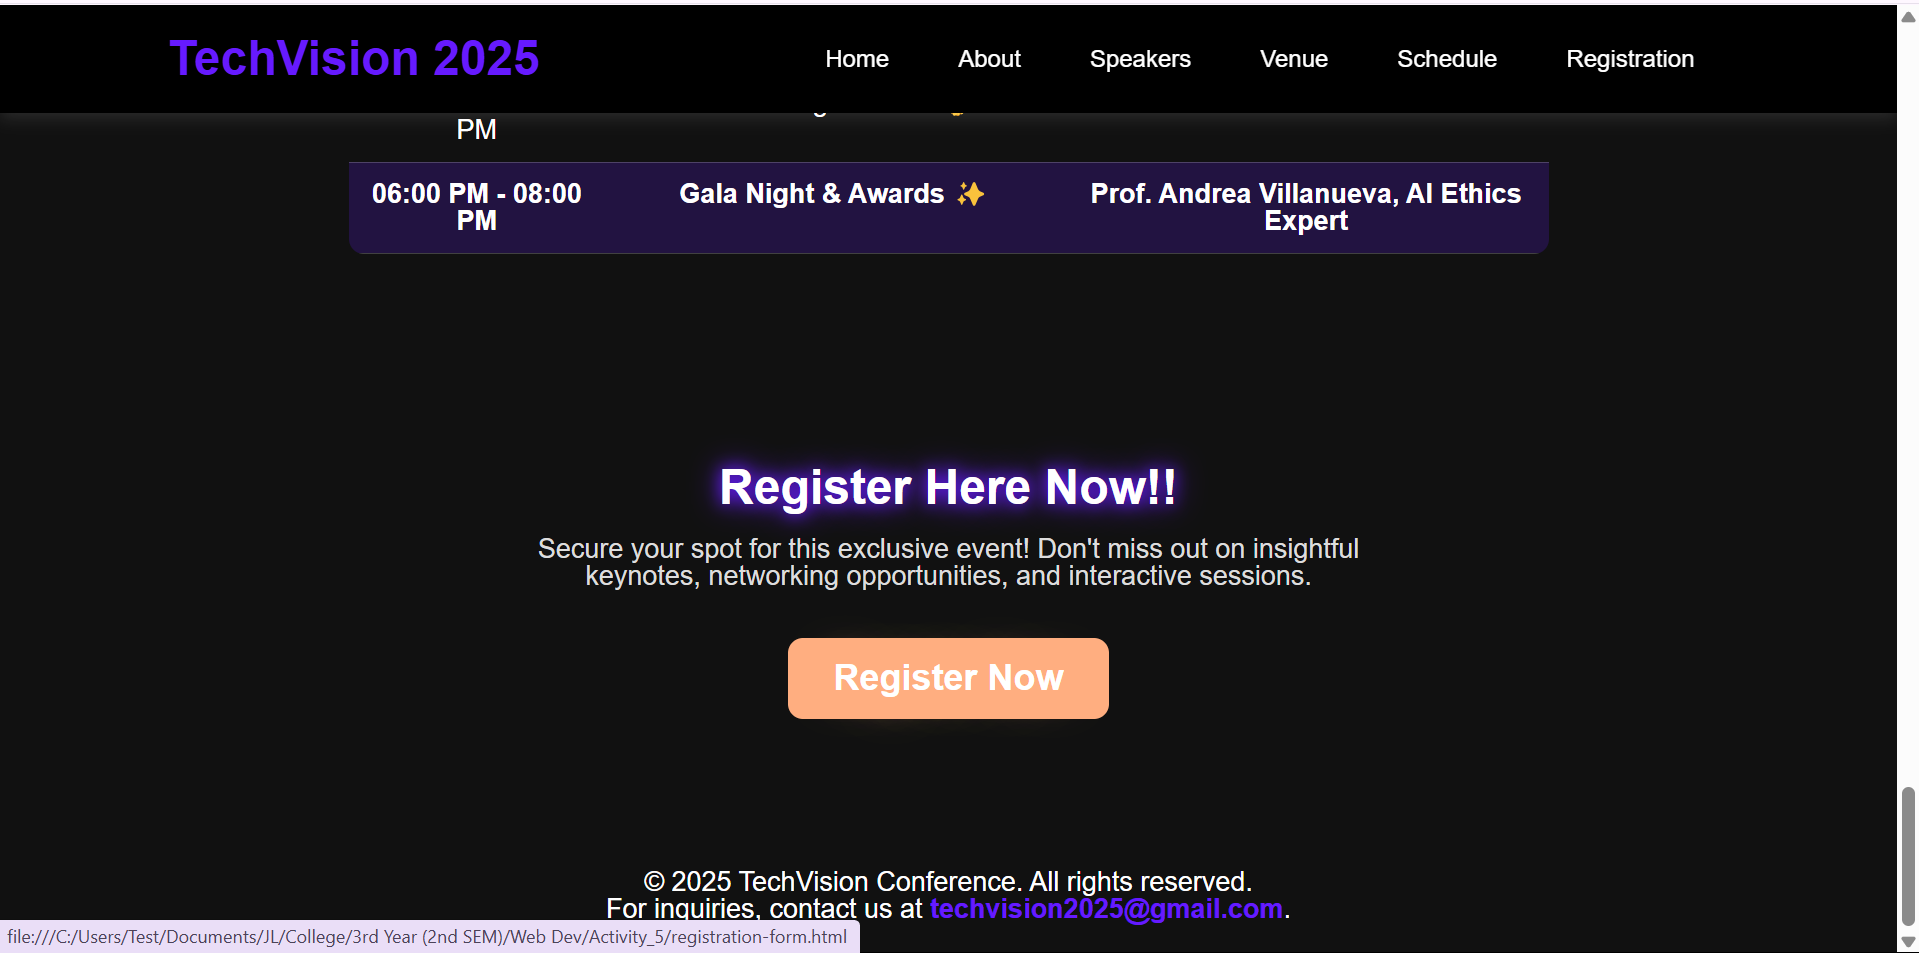 TechVision 2025
Home About Speakers Venue Schedule Registration
PM
06:00 PM - 08:00
PM
Gala Night & Awards ✨
Prof. Andrea Villanueva, AI Ethics
Expert
Register Here Now!!
Secure your spot for this exclusive event! Don't miss out on insightful
keynotes, networking opportunities, and interactive sessions.
Register Now
© 2025 TechVision Conference. All rights reserved.
For inquiries, contact us at techvision2025@gmail.com.
file:///C:/Users/Test/Documents/JL/College/3rd Year (2nd SEM)/Web Dev/Activity_5/registration-form.html